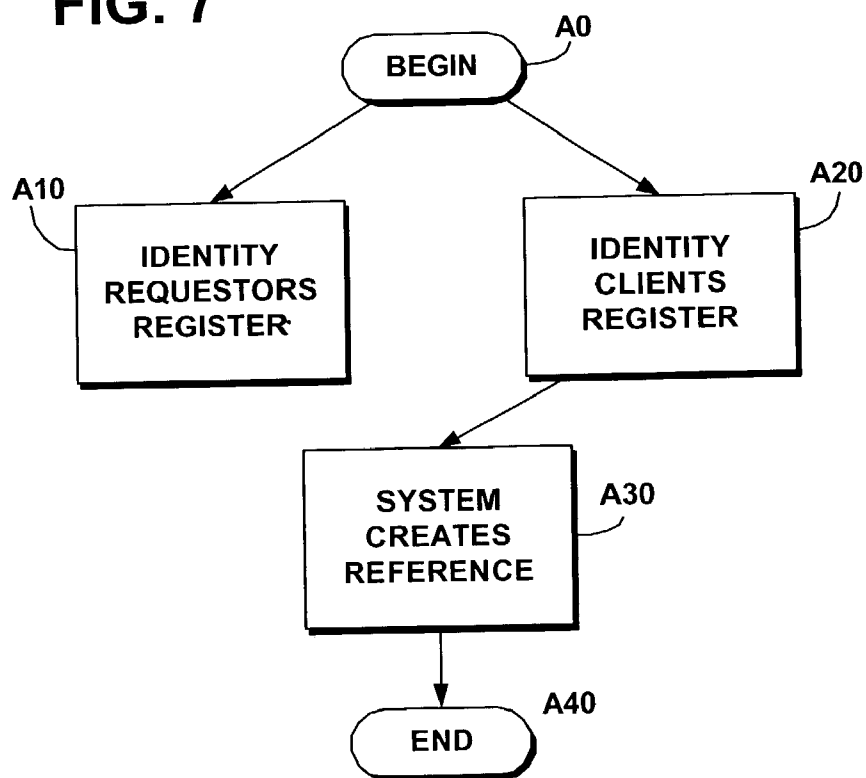 FIG. 7
A0
BEGIN
A10
A20
IDENTITY
REQUESTORS
REGISTER
IDENTITY
CLIENTS
REGISTER
SYSTEM
CREATES
REFERENCE
A30
A40
END